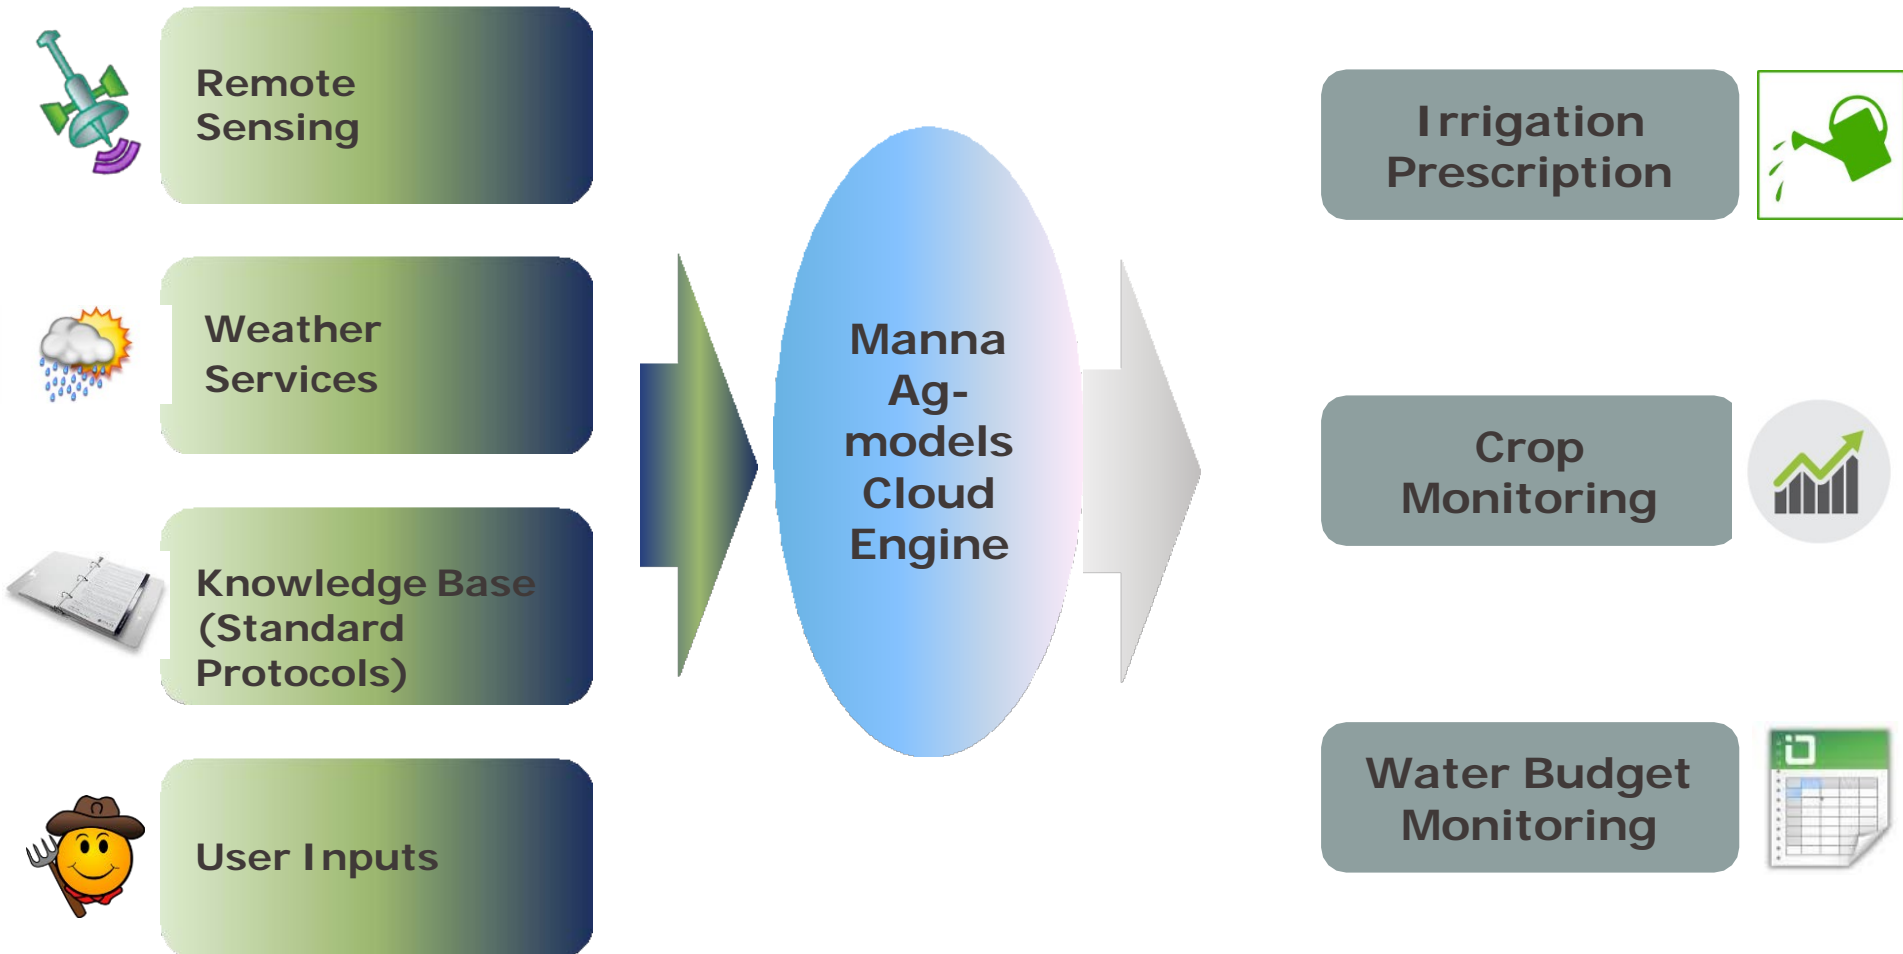 Remote
Sensing
Weather
Services
Knowledge Base
(Standard
Protocols)
User Inputs
Manna
Ag-
models
Cloud
Engine
Irrigation
Prescription
Crop
Monitoring
Water Budget
Monitoring